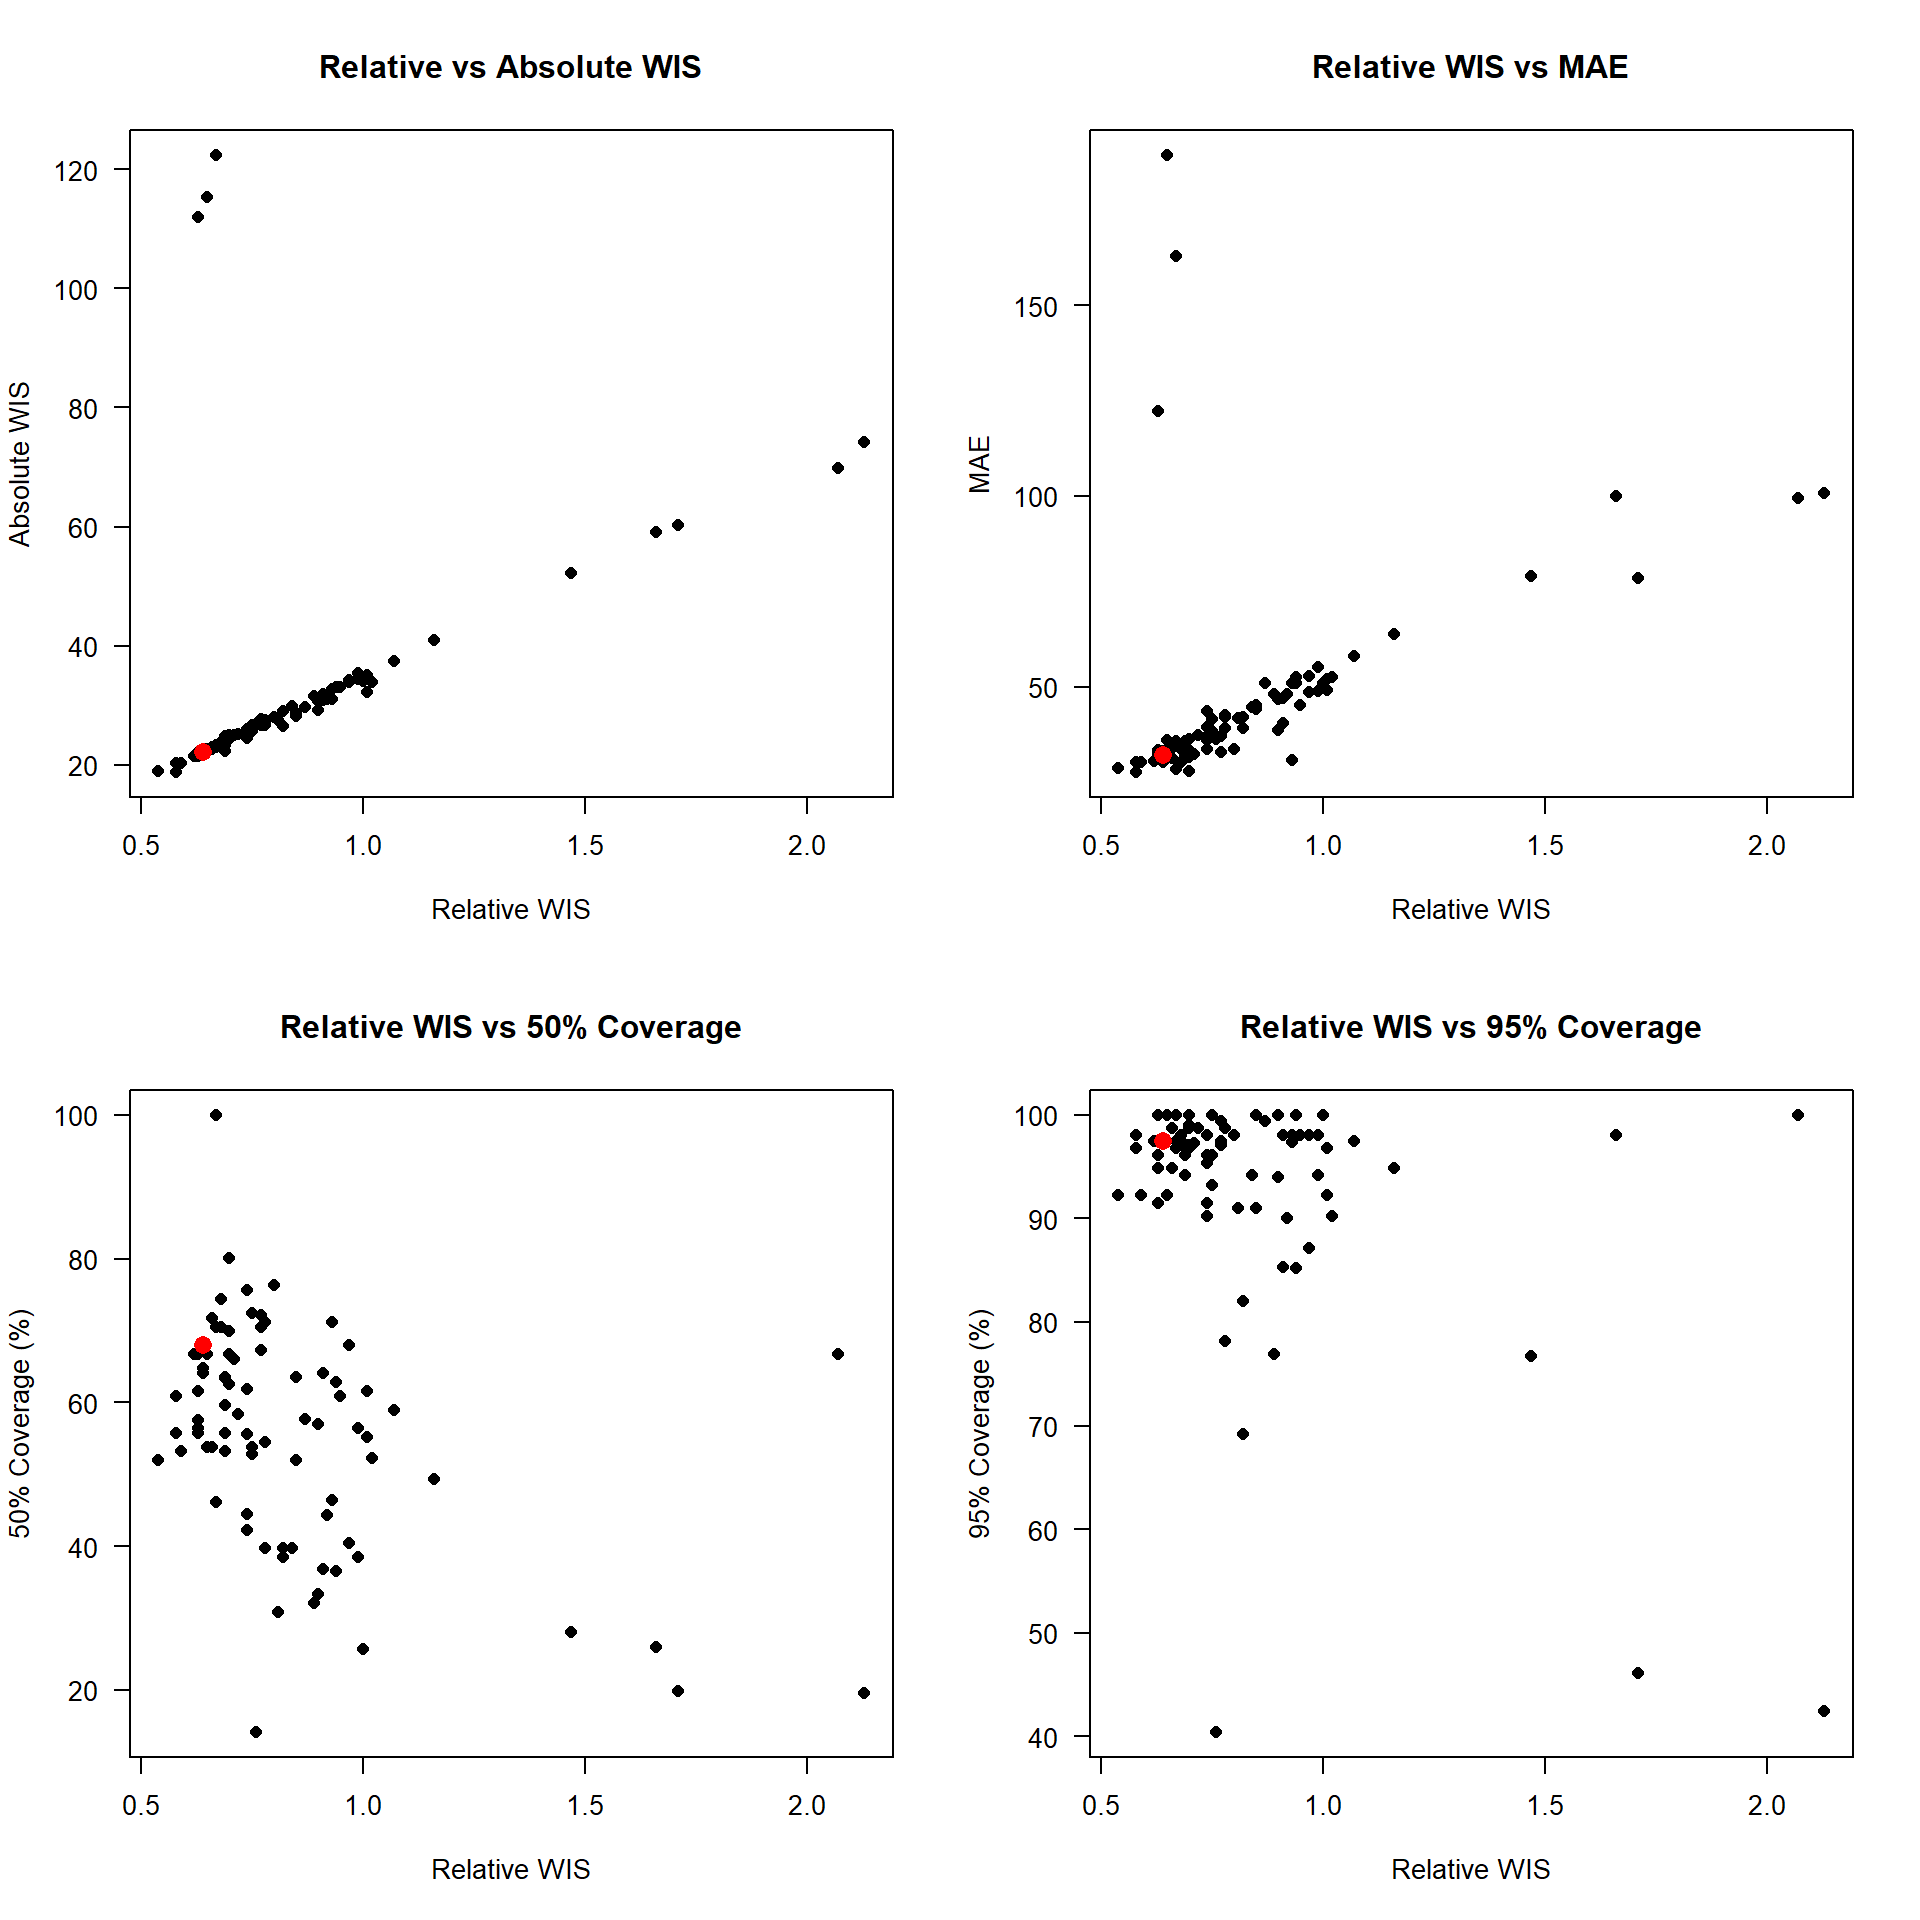 Relative vs Absolute WIS
120
100
80
60
40
20
Absolute WIS
0.5 1.0 1.5 2.0
Relative WIS
Relative WIS vs MAE
150
100
50
MAE
0.5 1.0 1.5 2.0
Relative WIS
Relative WIS vs 50% Coverage
100
80
60
40
20
50% Coverage (%)
0.5 1.0 1.5 2.0
Relative WIS
Relative WIS vs 95% Coverage
100
90
80
70
60
50
40
95% Coverage (%)
0.5 1.0 1.5 2.0
Relative WIS